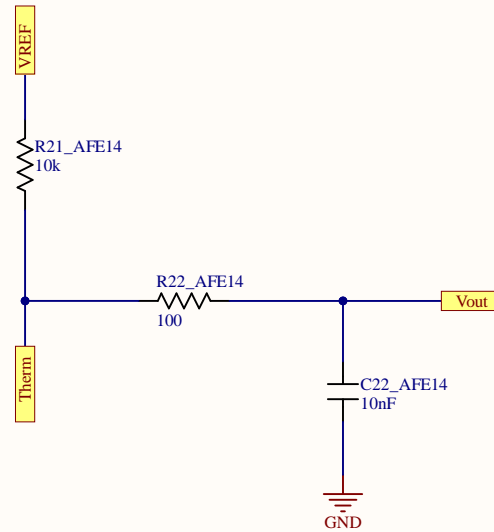 VREF
R21_AFE14
10k
R22_AFE14
100
Vout
Therm
C22_AFE14
10nF
GND